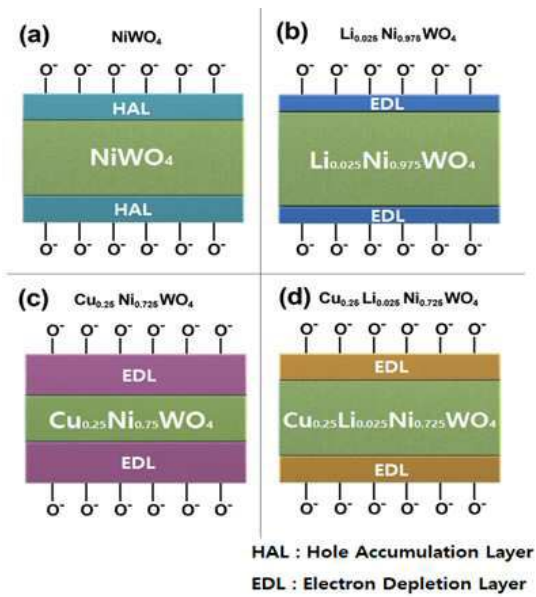 (a)
NiWO₄
O⁻ O⁻ O⁻ O⁻ O⁻ O⁻
HAL
NiWO₄
HAL
O⁻ O⁻ O⁻ O⁻ O⁻ O⁻
(b)
Li₀.₀₂₅ Ni₀.₉₇₅ WO₄
O⁻ O⁻ O⁻ O⁻ O⁻ O⁻
EDL
Li₀.₀₂₅Ni₀.₉₇₅WO₄
EDL
O⁻ O⁻ O⁻ O⁻ O⁻ O⁻
(c)
Cu₀.₂₅ Ni₀.₇₂₅ WO₄
O⁻ O⁻ O⁻ O⁻ O⁻ O⁻
EDL
Cu₀.₂₅Ni₀.₇₅WO₄
EDL
O⁻ O⁻ O⁻ O⁻ O⁻ O⁻
(d)
Cu₀.₂₅ Li₀.₀₂₅ Ni₀.₇₂₅ WO₄
O⁻ O⁻ O⁻ O⁻ O⁻ O⁻
EDL
Cu₀.₂₅Li₀.₀₂₅Ni₀.₇₂₅WO₄
EDL
O⁻ O⁻ O⁻ O⁻ O⁻ O⁻
HAL : Hole Accumulation Layer
EDL : Electron Depletion Layer